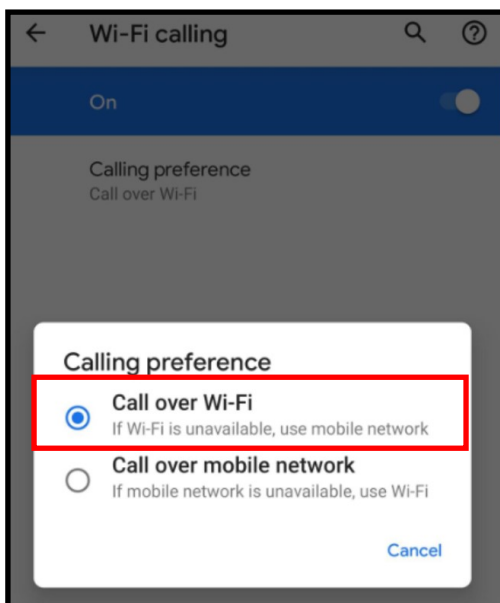 Wi-Fi calling
On
Calling preference
Call over Wi-Fi
Calling preference
Call over Wi-Fi
If Wi-Fi is unavailable, use mobile network
Call over mobile network
If mobile network is unavailable, use Wi-Fi
Cancel